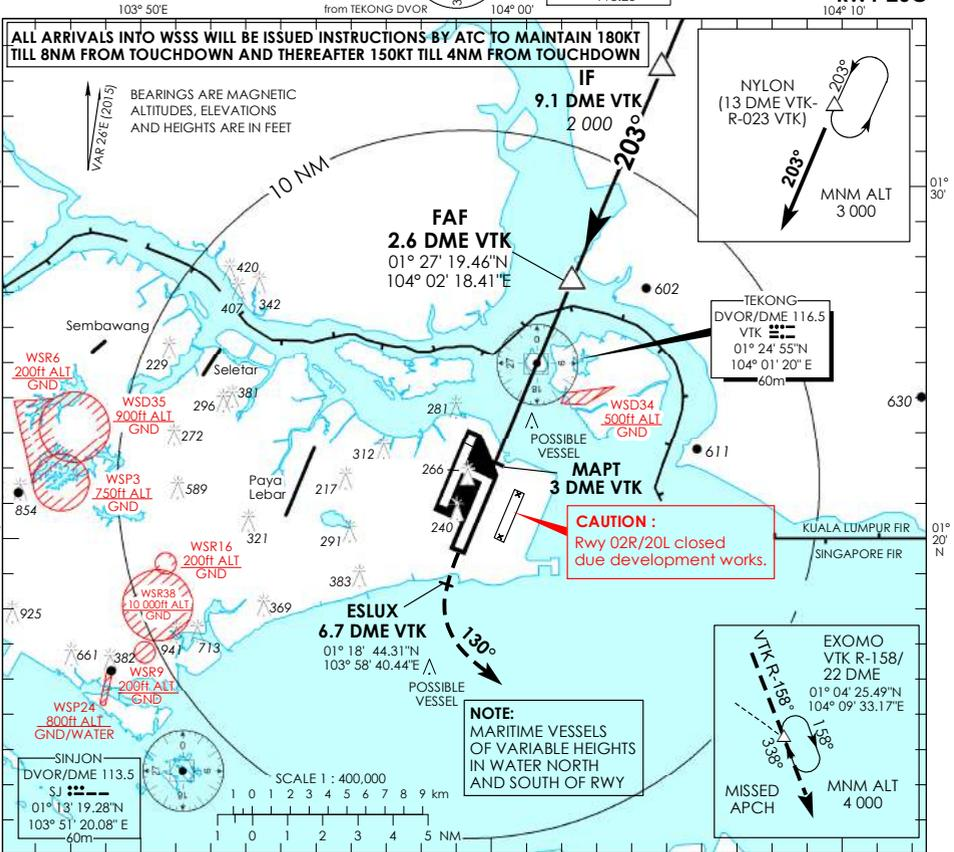 103° 50'E
from TEKONG DVOR
104° 00'
104° 10'
ALL ARRIVALS INTO WSSS WILL BE ISSUED INSTRUCTIONS BY ATC TO MAINTAIN 180KT
TILL 8NM FROM TOUCHDOWN AND THEREAFTER 150KT TILL 4NM FROM TOUCHDOWN
VAR 26'E (2015)
BEARINGS ARE MAGNETIC
ALTITUDES, ELEVATIONS
AND HEIGHTS ARE IN FEET
IF
9.1 DME VTK
2 000
203°
10 NM
NYLON
(13 DME VTK-
R-023 VTK)
203°
203°
MNM ALT
3 000
01°
30'
FAF
2.6 DME VTK
01° 27' 19.46"N
104° 02' 18.41"E
420
407
342
602
TEKONG
DVOR/DME 116.5
VTK
01° 24' 55"N
104° 01' 20" E
60m
Sembawang
229
Seletar
296
381
281
272
312
WSR6
200ft ALT
GND
WSD35
900ft ALT
GND
WSP3
750ft ALT
GND
854
589
Paya
Lebar
217
266
240
321
291
383
369
WSD34
500ft ALT
GND
630
611
POSSIBLE
VESSEL
MAPT
3 DME VTK
CAUTION :
Rwy 02R/20L closed
due development works.
KUALA LUMPUR FIR
SINGAPORE FIR
01°
20'
N
WSR16
200ft ALT
GND
WSR38
10 000ft ALT
GND
925
661
382
941
713
WSR9
200ft ALT
GND
WSP24
800ft ALT
GND/WATER
ESLUX
6.7 DME VTK
01° 18' 44.31"N
103° 58' 40.44"E
130°
POSSIBLE
VESSEL
NOTE:
MARITIME VESSELS
OF VARIABLE HEIGHTS
IN WATER NORTH
AND SOUTH OF RWY
EXOMO
VTK R-158/
22 DME
01° 04' 25.49"N
104° 09' 33.17"E
VTK R-158°
158°
338°
MISSED
APCH
MNM ALT
4 000
SINJON
DVOR/DME 113.5
SJ
01° 13' 19.28"N
103° 51' 20.08" E
60m
SCALE 1 : 400,000
1 0 1 2 3 4 5 6 7 8 9 km
1 0 1 2 3 4 5 NM